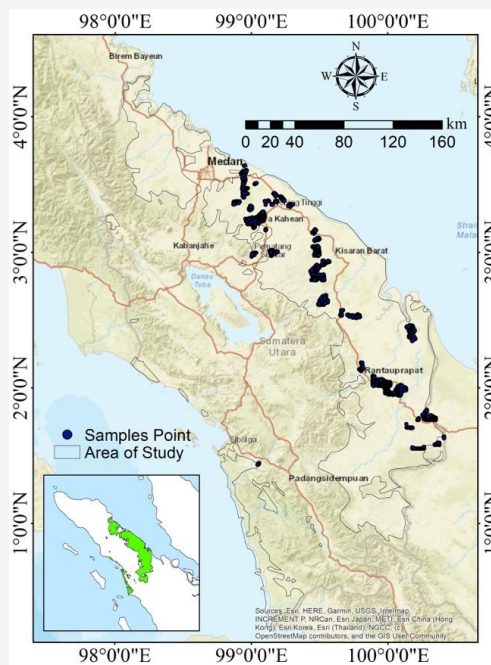 98°0'0"E 99°0'0"E 100°0'0"E
Birem Bayeun
N
W E
S
km
0 10 20 40 80 120 160
4°0'0"N 4°0'0"N
Medan
Kabanjahe
Kisaran Barat
3°0'0"N 3°0'0"N
Danau
Toba
Sumatera
Utara
Rantauprapat
2°0'0"N 2°0'0"N
Samples Point
Area of Study
Sibolga
Padangsidempuan
1°0'0"N 1°0'0"N
Sources: Esri, HERE, Garmin, USGS, Intermap,
INCREMENT P, NRCan, Esri Japan, METI, Esri China (Hong
Kong), Esri Korea, Esri (Thailand), NGCC, (c)
OpenStreetMap contributors, and the GIS User Community
98°0'0"E 99°0'0"E 100°0'0"E